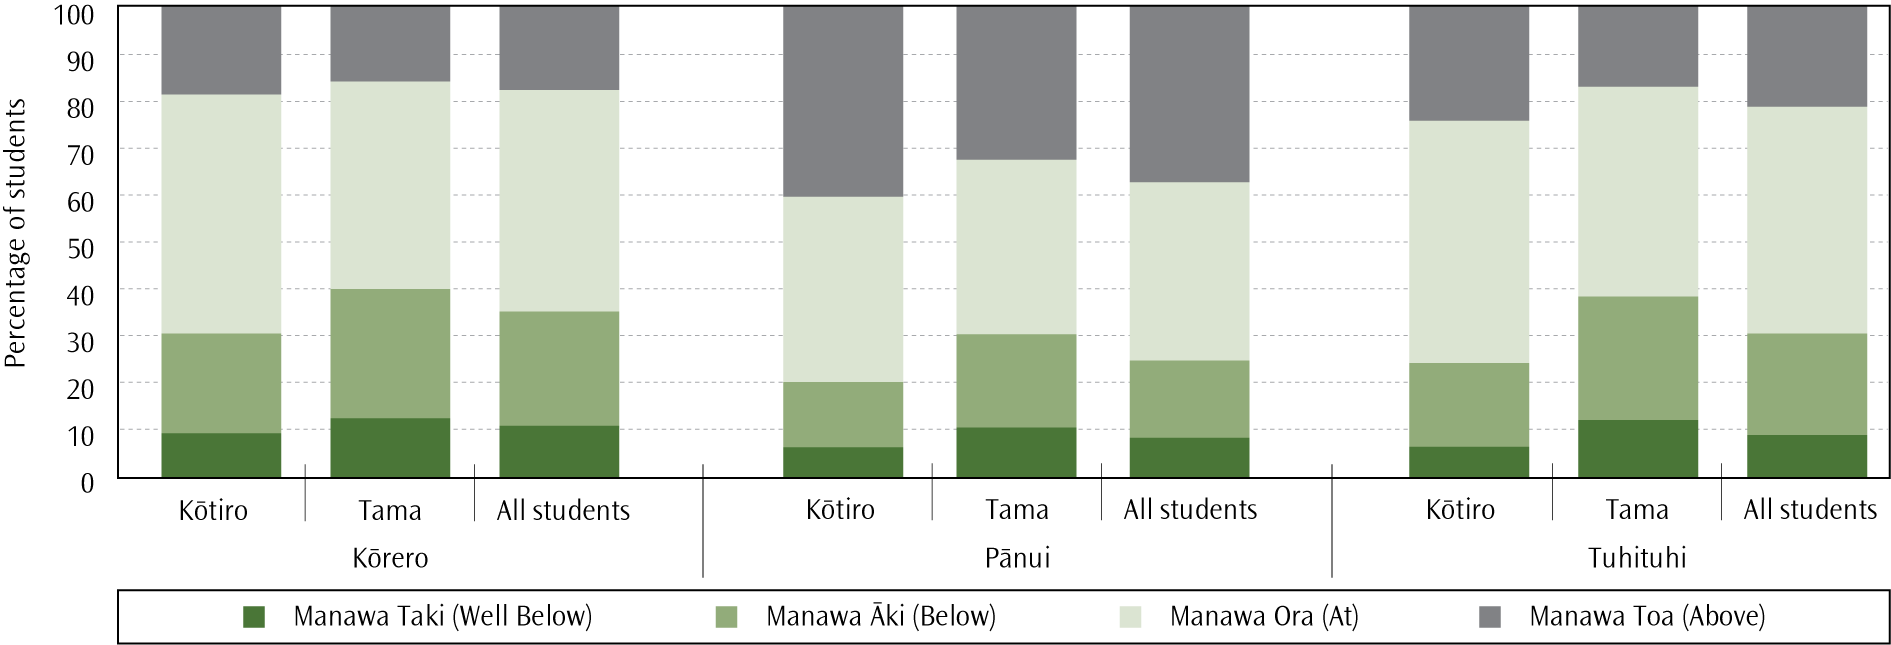 Percentage of students
100
90
80
70
60
50
40
30
20
10
0
Kōtiro Tama All students Kōtiro Tama All students Kōtiro Tama All students
Kōrero Pānui Tuhituhi
Manawa Taki (Well Below) Manawa Āki (Below) Manawa Ora (At) Manawa Toa (Above)